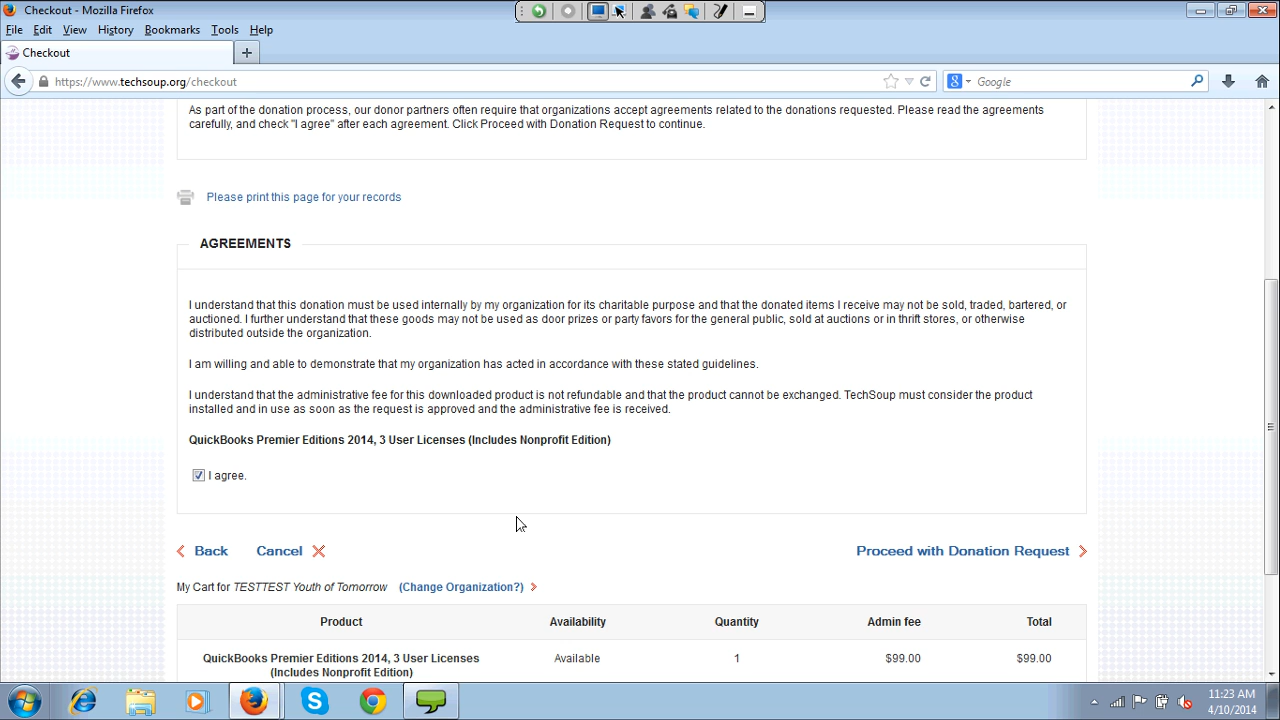 Checkout - Mozilla Firefox
File Edit View History Bookmarks Tools Help
Checkout
https://www.techsoup.org/checkout
Google
As part of the donation process, our donor partners often require that organizations accept agreements related to the donations requested. Please read the agreements
carefully, and check "I agree" after each agreement. Click Proceed with Donation Request to continue.
Please print this page for your records
AGREEMENTS
I understand that this donation must be used internally by my organization for its charitable purpose and that the donated items I receive may not be sold, traded, bartered, or
auctioned. I further understand that these goods may not be used as door prizes or party favors for the general public, sold at auctions or in thrift stores, or otherwise
distributed outside the organization.
I am willing and able to demonstrate that my organization has acted in accordance with these stated guidelines.
I understand that the administrative fee for this downloaded product is not refundable and that the product cannot be exchanged. TechSoup must consider the product
installed and in use as soon as the request is approved and the administrative fee is received.
QuickBooks Premier Editions 2014, 3 User Licenses (Includes Nonprofit Edition)
I agree.
Back Cancel Proceed with Donation Request
My Cart for TESTTEST Youth of Tomorrow (Change Organization?)
Product Availability Quantity Admin fee Total
QuickBooks Premier Editions 2014, 3 User Licenses Available 1 $99.00 $99.00
(Includes Nonprofit Edition)
11:23 AM
4/10/2014